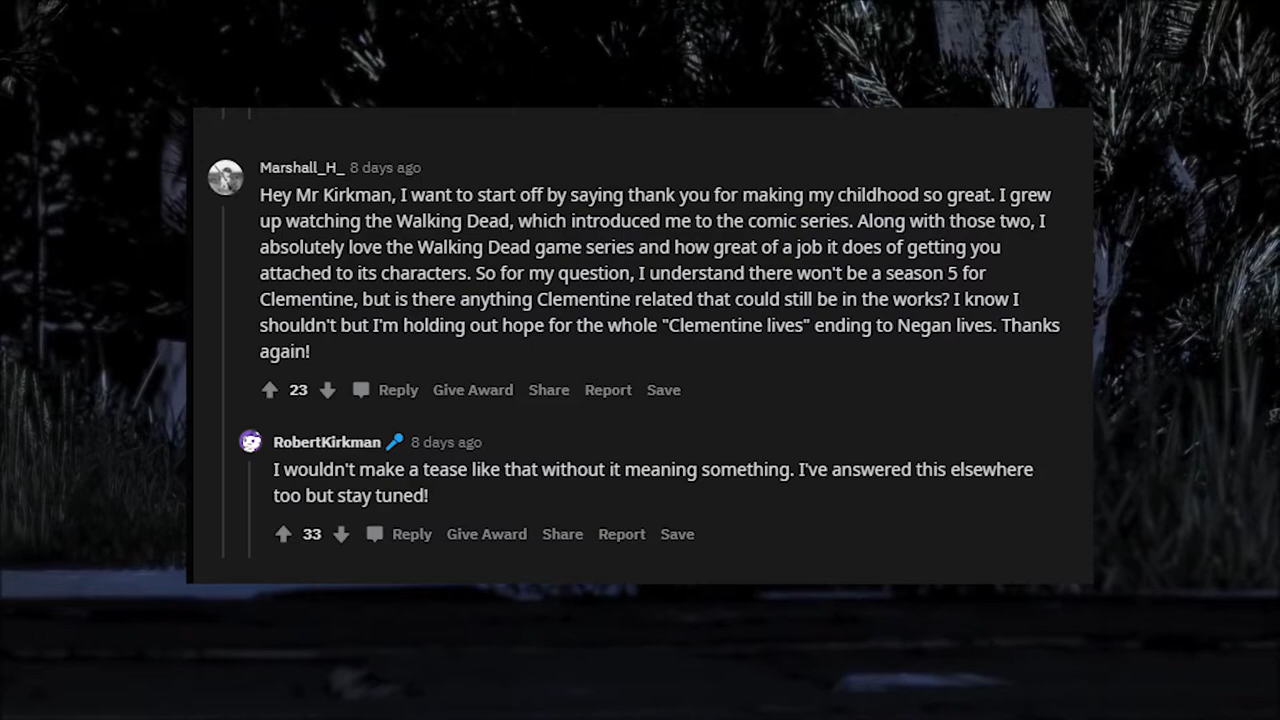 Marshall_H_ 8 days ago
Hey Mr Kirkman, I want to start off by saying thank you for making my childhood so great. I grew
up watching the Walking Dead, which introduced me to the comic series. Along with those two, I
absolutely love the Walking Dead game series and how great of a job it does of getting you
attached to its characters. So for my question, I understand there won't be a season 5 for
Clementine, but is there anything Clementine related that could still be in the works? I know I
shouldn't but I'm holding out hope for the whole "Clementine lives" ending to Negan lives. Thanks
again!
23 Reply Give Award Share Report Save
RobertKirkman 8 days ago
I wouldn't make a tease like that without it meaning something. I've answered this elsewhere
too but stay tuned!
33 Reply Give Award Share Report Save